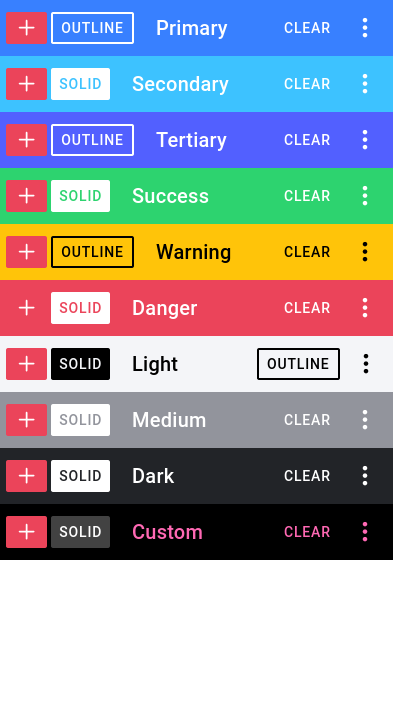 OUTLINE Primary CLEAR
SOLID Secondary CLEAR
OUTLINE Tertiary CLEAR
SOLID Success CLEAR
OUTLINE Warning CLEAR
SOLID Danger CLEAR
SOLID Light OUTLINE
SOLID Medium CLEAR
SOLID Dark CLEAR
SOLID Custom CLEAR